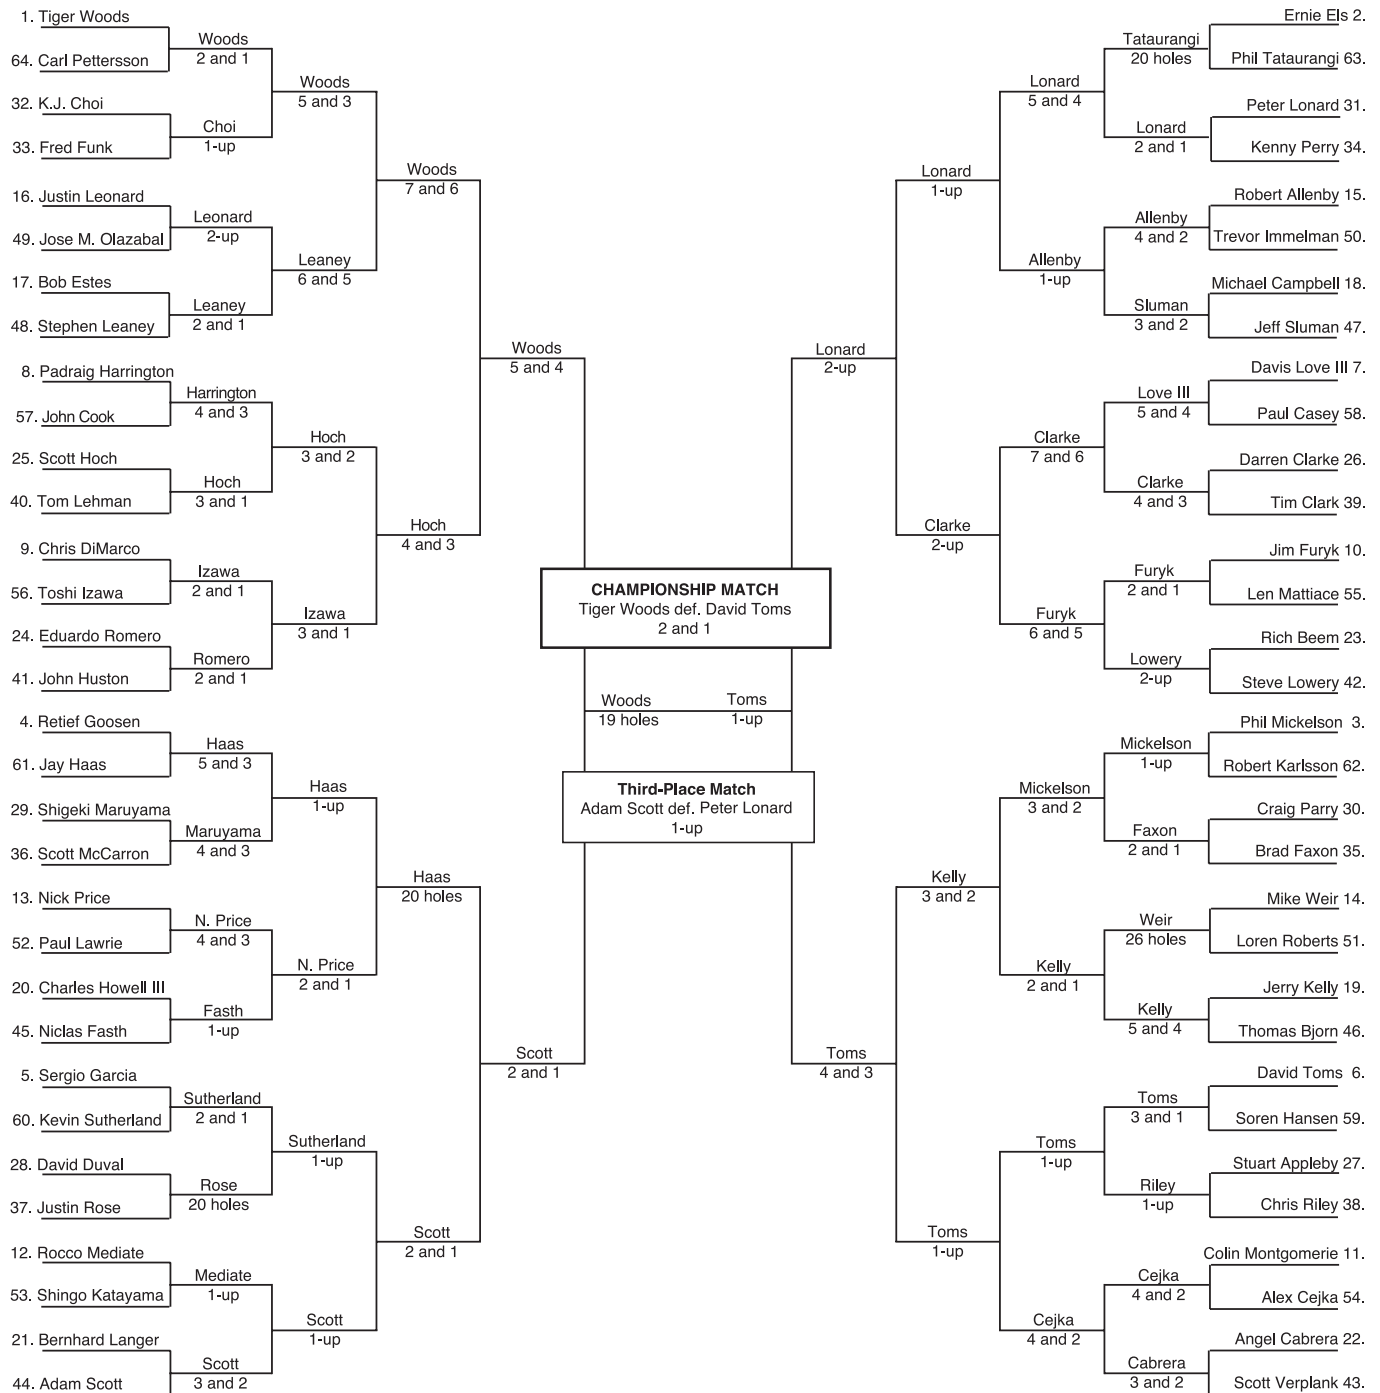 1. Tiger Woods
64. Carl Pettersson
32. K.J. Choi
33. Fred Funk
16. Justin Leonard
49. Jose M. Olazabal
17. Bob Estes
48. Stephen Leaney
8. Padraig Harrington
57. John Cook
25. Scott Hoch
40. Tom Lehman
9. Chris DiMarco
56. Toshi Izawa
24. Eduardo Romero
41. John Huston
4. Retief Goosen
61. Jay Haas
29. Shigeki Maruyama
36. Scott McCarron
13. Nick Price
52. Paul Lawrie
20. Charles Howell III
45. Niclas Fasth
5. Sergio Garcia
60. Kevin Sutherland
28. David Duval
37. Justin Rose
12. Rocco Mediate
53. Shingo Katayama
21. Bernhard Langer
44. Adam Scott
Woods
2 and 1
Choi
1-up
Leonard
2-up
Leaney
2 and 1
Harrington
4 and 3
Hoch
3 and 1
Izawa
2 and 1
Romero
2 and 1
Haas
5 and 3
Maruyama
4 and 3
N. Price
4 and 3
Fasth
1-up
Sutherland
2 and 1
Rose
20 holes
Mediate
1-up
Scott
3 and 2
Woods
5 and 3
Leaney
6 and 5
Hoch
3 and 2
Izawa
3 and 1
Haas
1-up
N. Price
2 and 1
Sutherland
1-up
Scott
1-up
Woods
7 and 6
Hoch
4 and 3
Haas
20 holes
Scott
2 and 1
Woods
5 and 4
Scott
2 and 1
CHAMPIONSHIP MATCH
Tiger Woods def. David Toms
2 and 1
Woods
19 holes
Toms
1-up
Third-Place Match
Adam Scott def. Peter Lonard
1-up
Lonard
2-up
Toms
4 and 3
Lonard
1-up
Clarke
2-up
Kelly
3 and 2
Toms
1-up
Lonard
5 and 4
Allenby
1-up
Clarke
7 and 6
Furyk
6 and 5
Mickelson
3 and 2
Kelly
2 and 1
Toms
1-up
Cejka
4 and 2
Tataurangi
20 holes
Lonard
2 and 1
Allenby
4 and 2
Sluman
3 and 2
Love III
5 and 4
Clarke
4 and 3
Furyk
2 and 1
Lowery
2-up
Mickelson
1-up
Faxon
2 and 1
Weir
26 holes
Kelly
5 and 4
Toms
3 and 1
Riley
1-up
Cejka
4 and 2
Cabrera
3 and 2
Ernie Els 2.
Phil Tataurangi 63.
Peter Lonard 31.
Kenny Perry 34.
Robert Allenby 15.
Trevor Immelman 50.
Michael Campbell 18.
Jeff Sluman 47.
Davis Love III 7.
Paul Casey 58.
Darren Clarke 26.
Tim Clark 39.
Jim Furyk 10.
Len Mattiace 55.
Rich Beem 23.
Steve Lowery 42.
Phil Mickelson 3.
Robert Karlsson 62.
Craig Parry 30.
Brad Faxon 35.
Mike Weir 14.
Loren Roberts 51.
Jerry Kelly 19.
Thomas Bjorn 46.
David Toms 6.
Soren Hansen 59.
Stuart Appleby 27.
Chris Riley 38.
Colin Montgomerie 11.
Alex Cejka 54.
Angel Cabrera 22.
Scott Verplank 43.